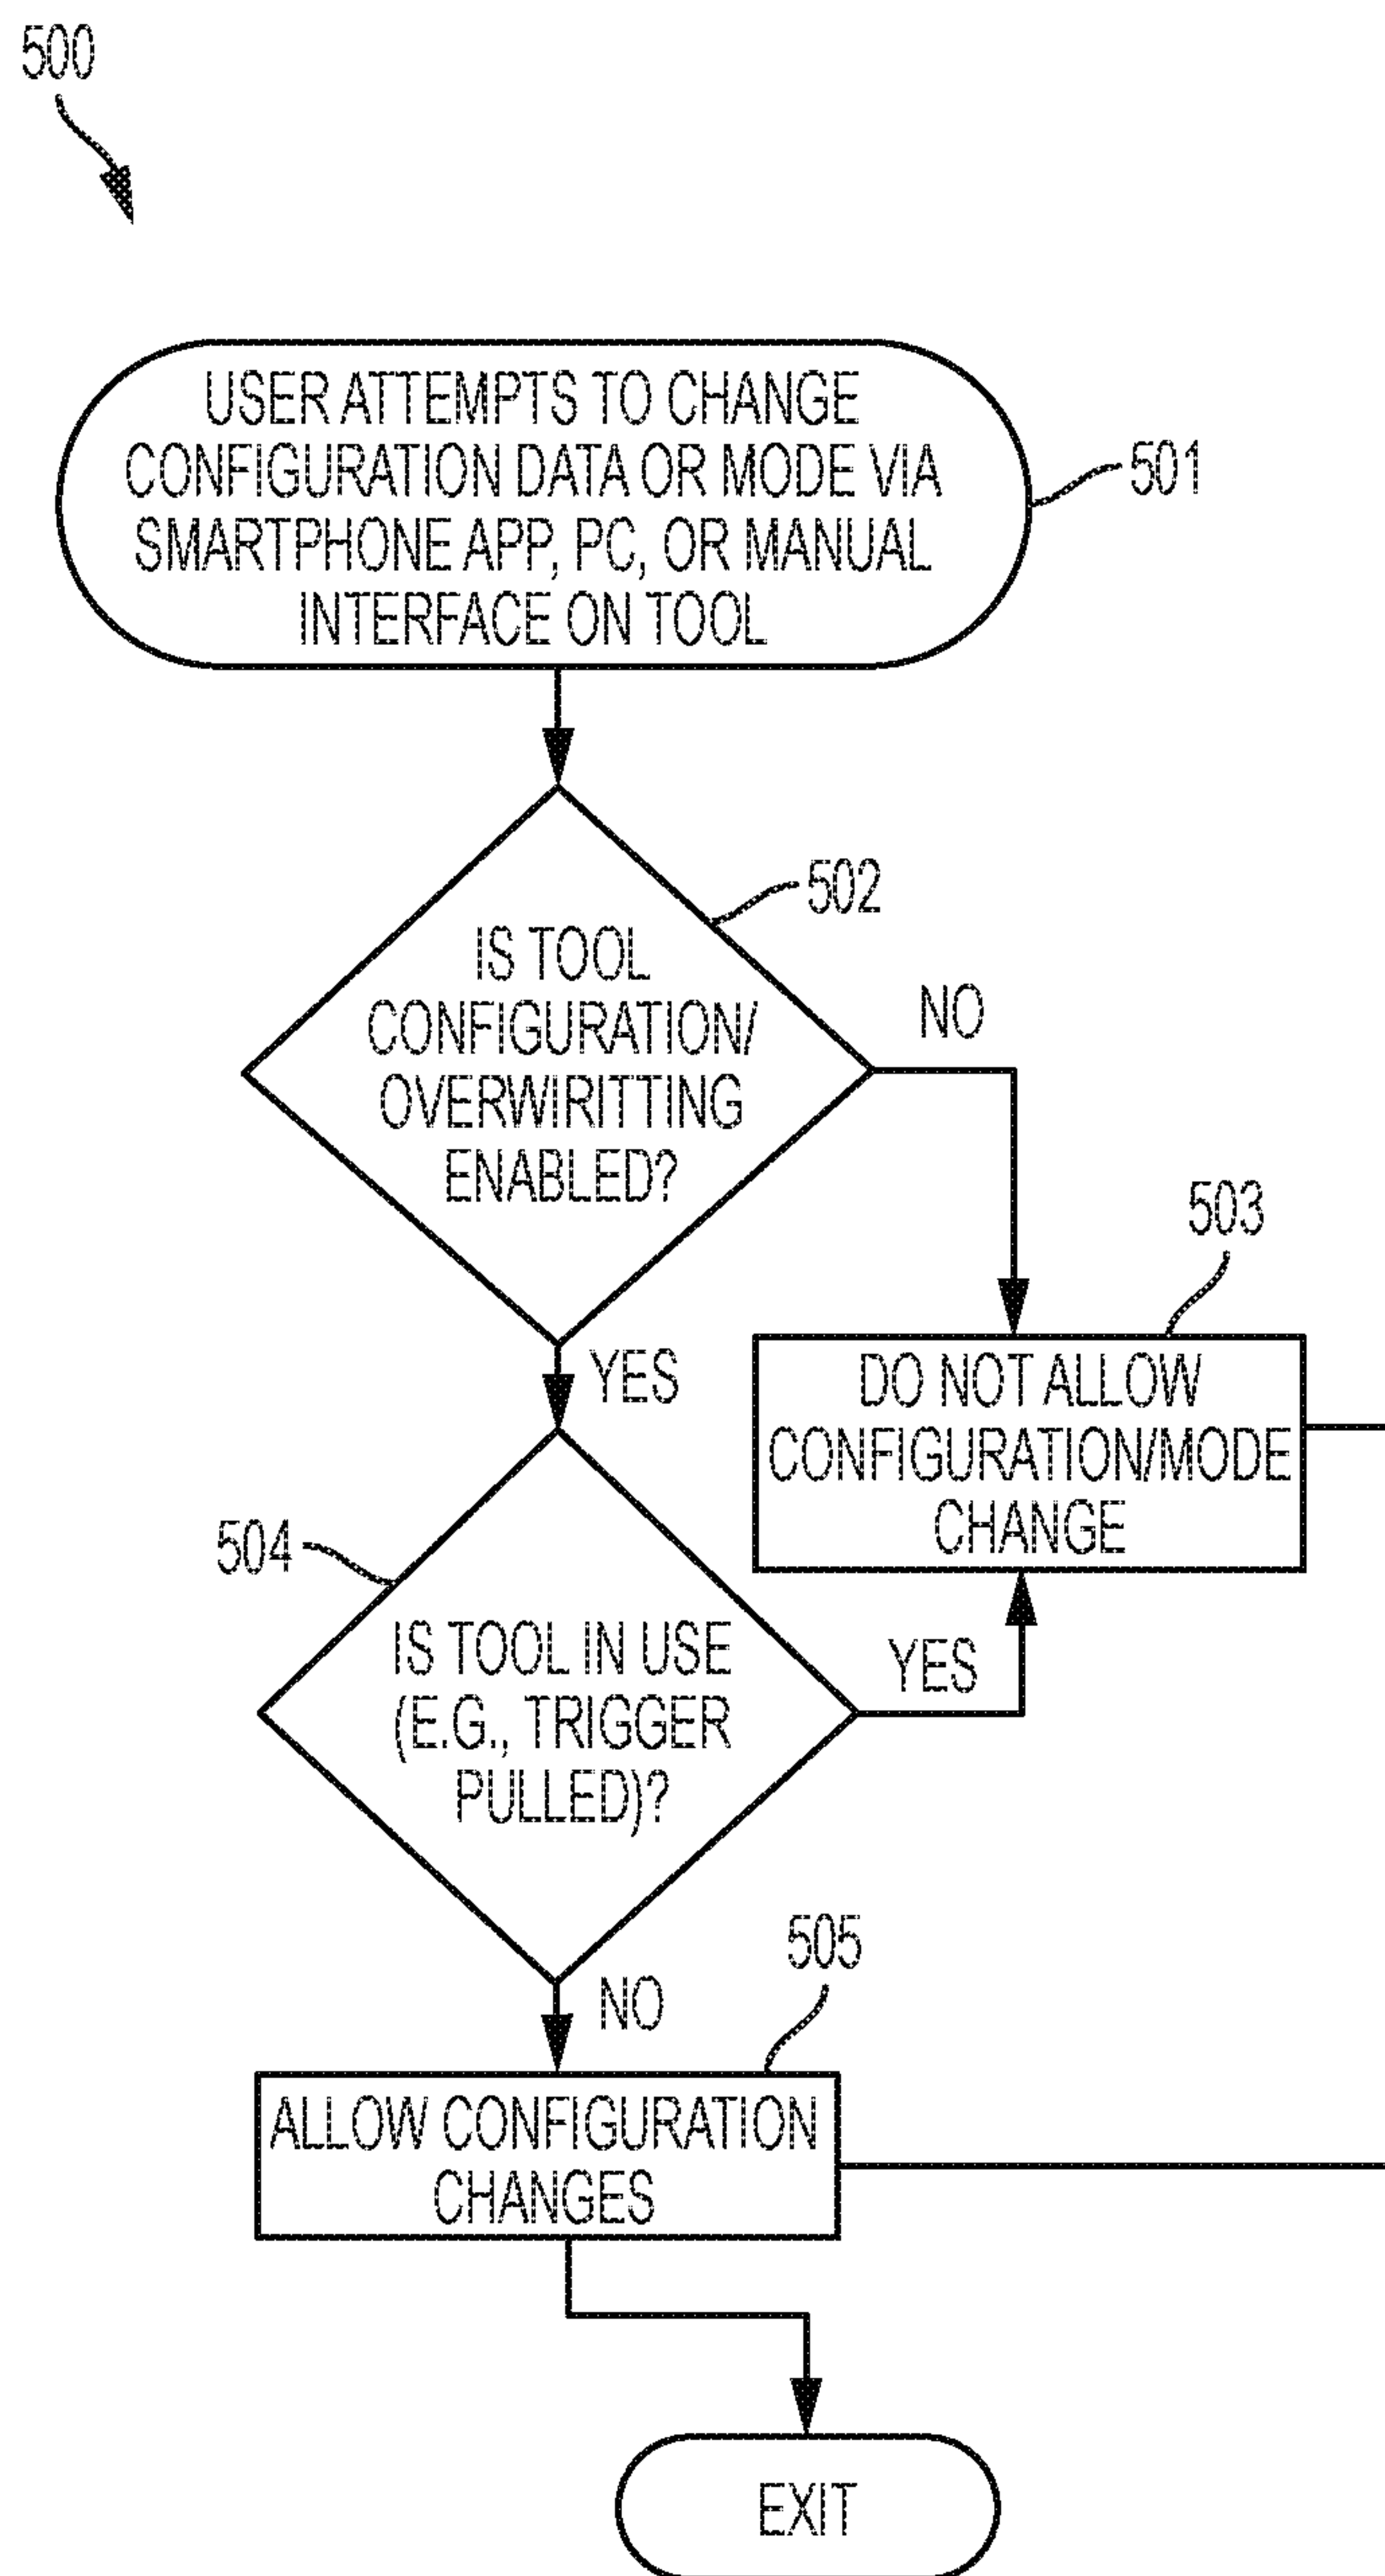 500
USER ATTEMPTS TO CHANGE
CONFIGURATION DATA OR MODE VIA
SMARTPHONE APP, PC, OR MANUAL
INTERFACE ON TOOL
501
502
IS TOOL
CONFIGURATION/
OVERWIRITTING
ENABLED?
NO
YES
503
DO NOT ALLOW
CONFIGURATION/MODE
CHANGE
504
IS TOOL IN USE
(E.G., TRIGGER
PULLED)?
YES
NO
505
ALLOW CONFIGURATION
CHANGES
EXIT